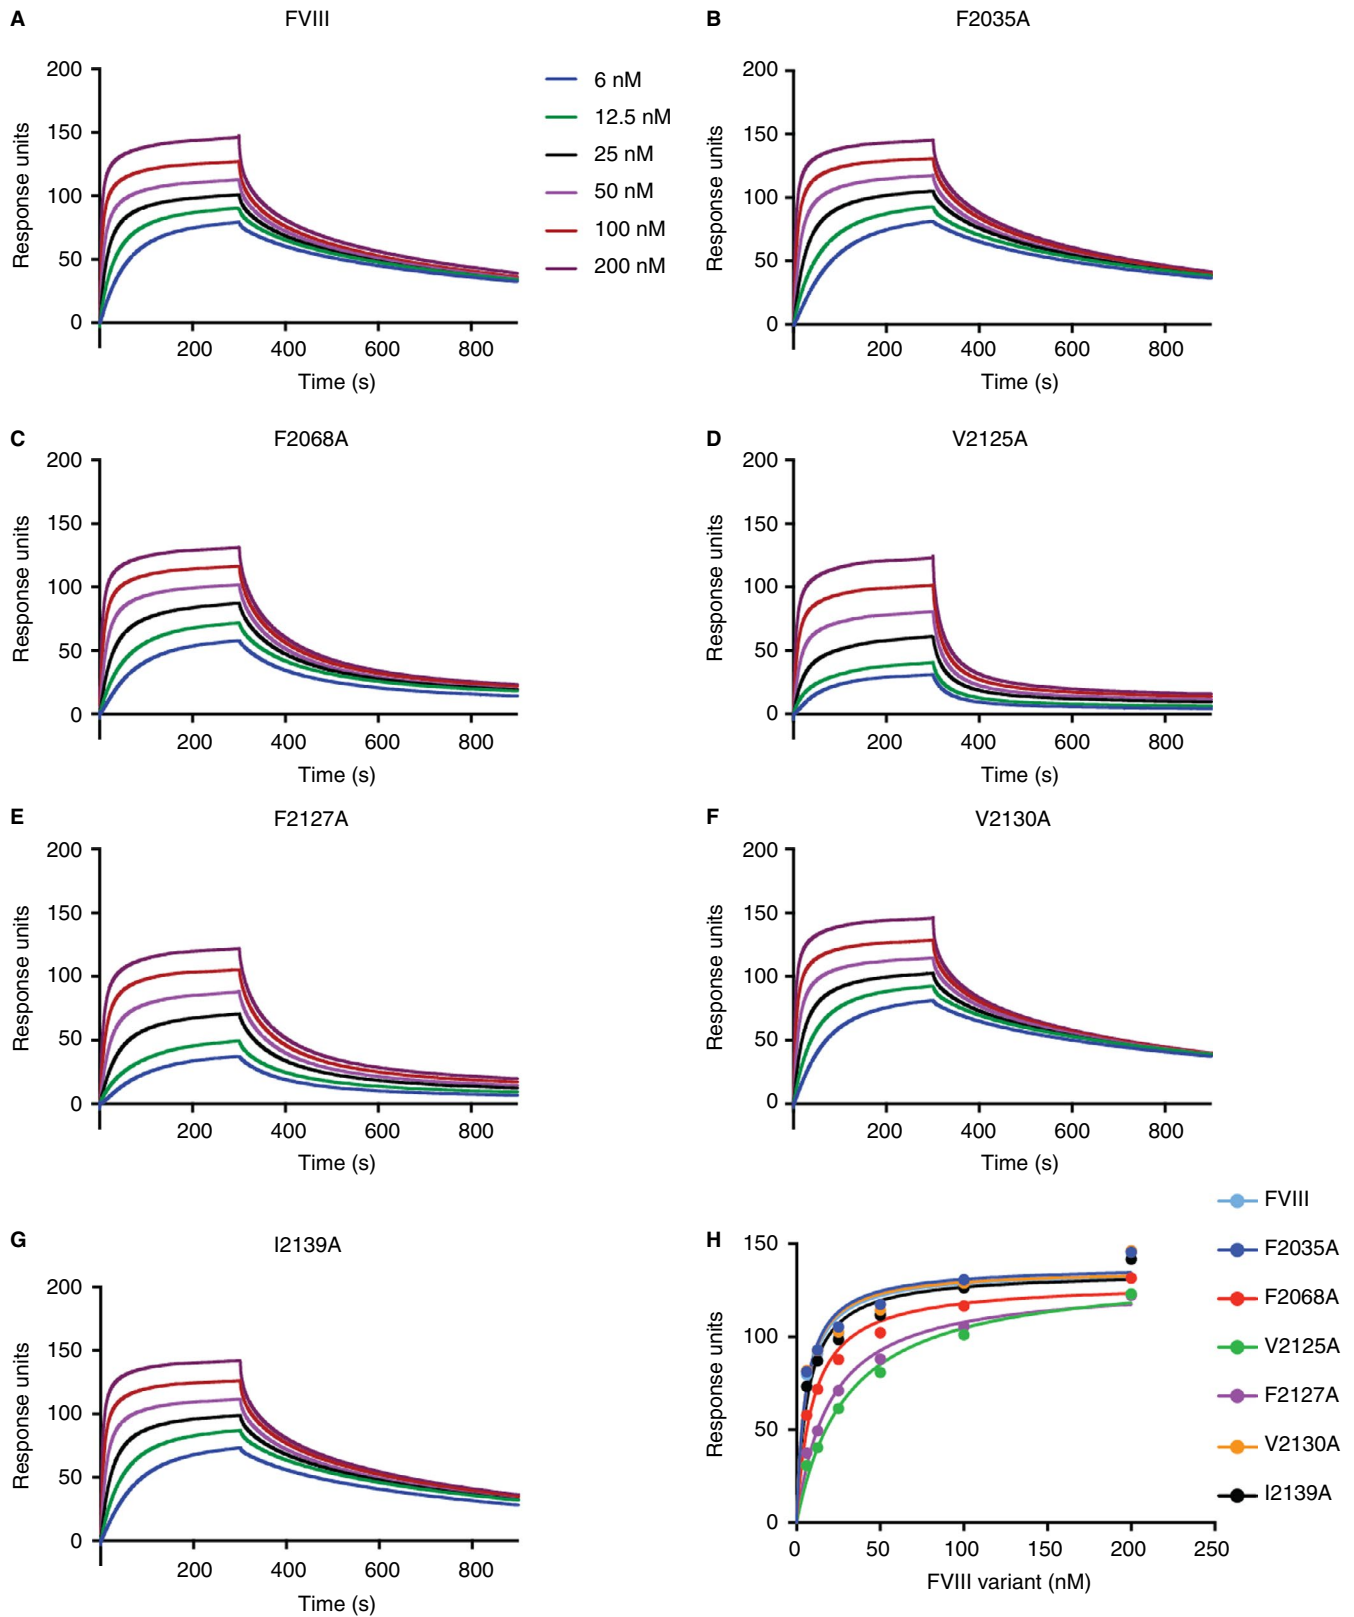 A
FVIII
200
150
100
50
0
200 400 600 800
Response units
Time (s)
6 nM
12.5 nM
25 nM
50 nM
100 nM
200 nM
B
F2035A
200
150
100
50
0
200 400 600 800
Response units
Time (s)
C
F2068A
200
150
100
50
0
200 400 600 800
Response units
Time (s)
D
V2125A
200
150
100
50
0
200 400 600 800
Response units
Time (s)
E
F2127A
200
150
100
50
0
200 400 600 800
Response units
Time (s)
F
V2130A
200
150
100
50
0
200 400 600 800
Response units
Time (s)
G
I2139A
200
150
100
50
0
200 400 600 800
Response units
Time (s)
H
150
100
50
0
0 50 100 150 200 250
Response units
FVIII variant (nM)
FVIII
F2035A
F2068A
V2125A
F2127A
V2130A
I2139A